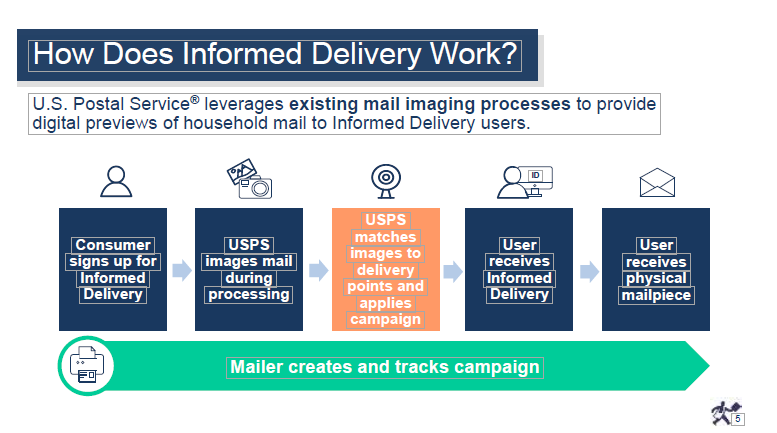 How Does Informed Delivery Work?
U.S. Postal Service® leverages existing mail imaging processes to provide
digital previews of household mail to Informed Delivery users.
ID
Consumer
signs up for
Informed
Delivery
USPS
images mail
during
processing
USPS
matches
images to
delivery
points and
applies
campaign
User
receives
Informed
Delivery
User
receives
physical
mailpiece
Mailer creates and tracks campaign
5